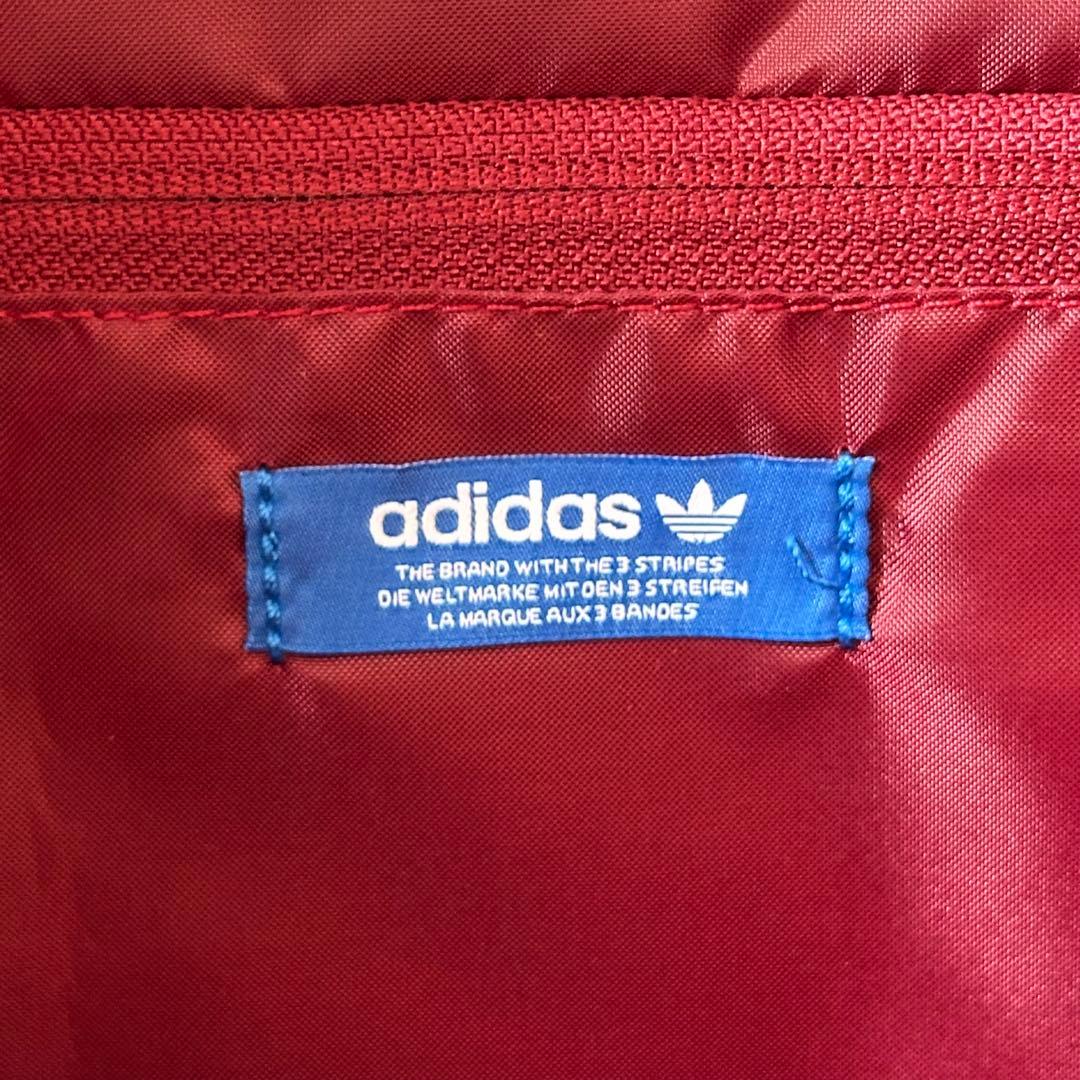 adidas
THE BRAND WITH THE 3 STRIPES
DIE WELTMARKE MIT DEN 3 STREIFEN
LA MARQUE AUX 3 BANDES